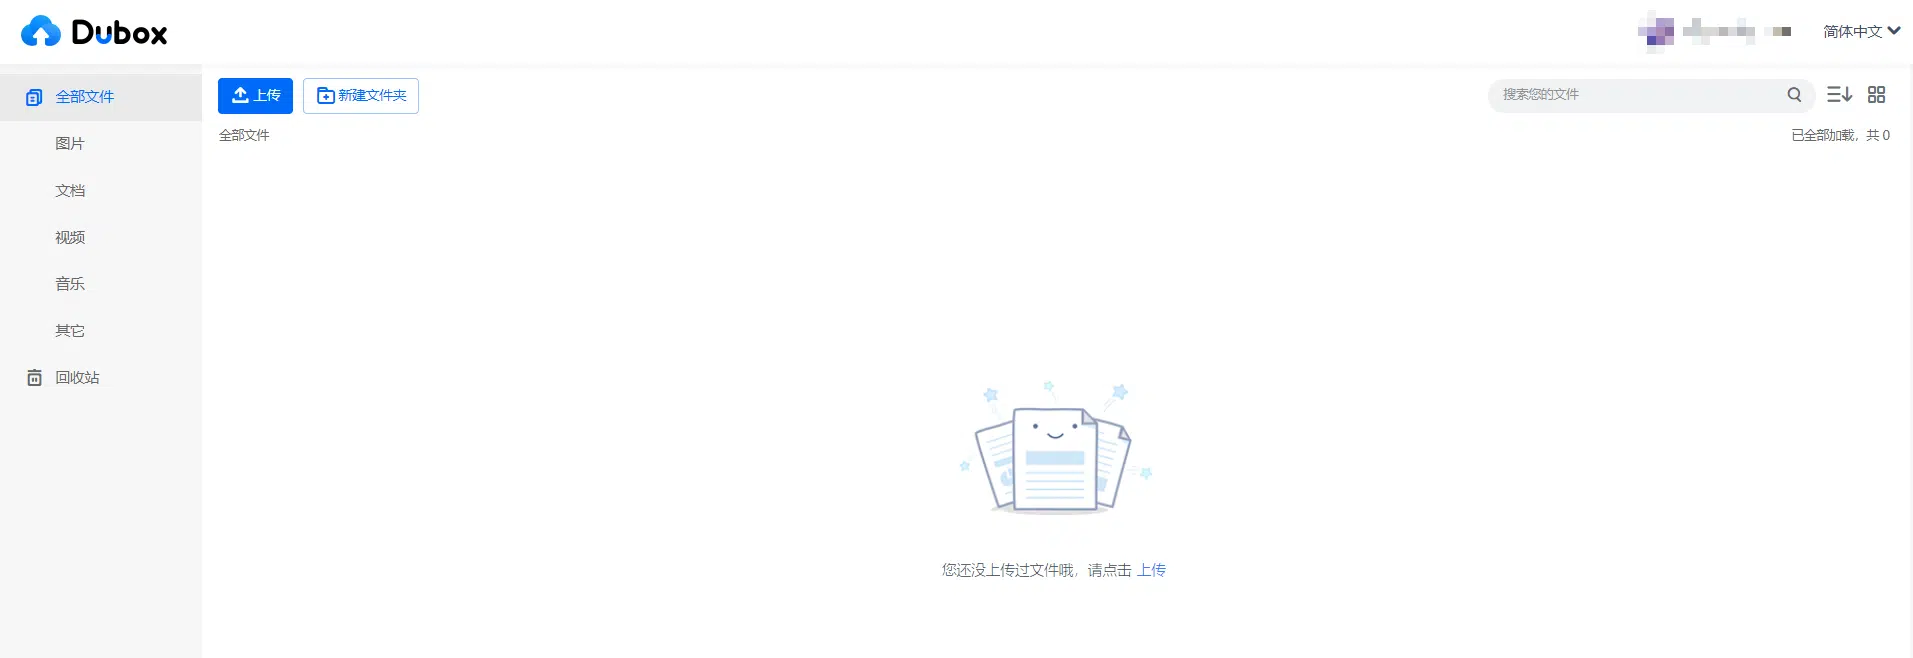 Dubox
简体中文
全部文件
图片
文档
视频
音乐
其它
回收站
上传
新建文件夹
搜索您的文件
全部文件
已全部加载，共 0
您还没上传过文件哦，请点击 上传